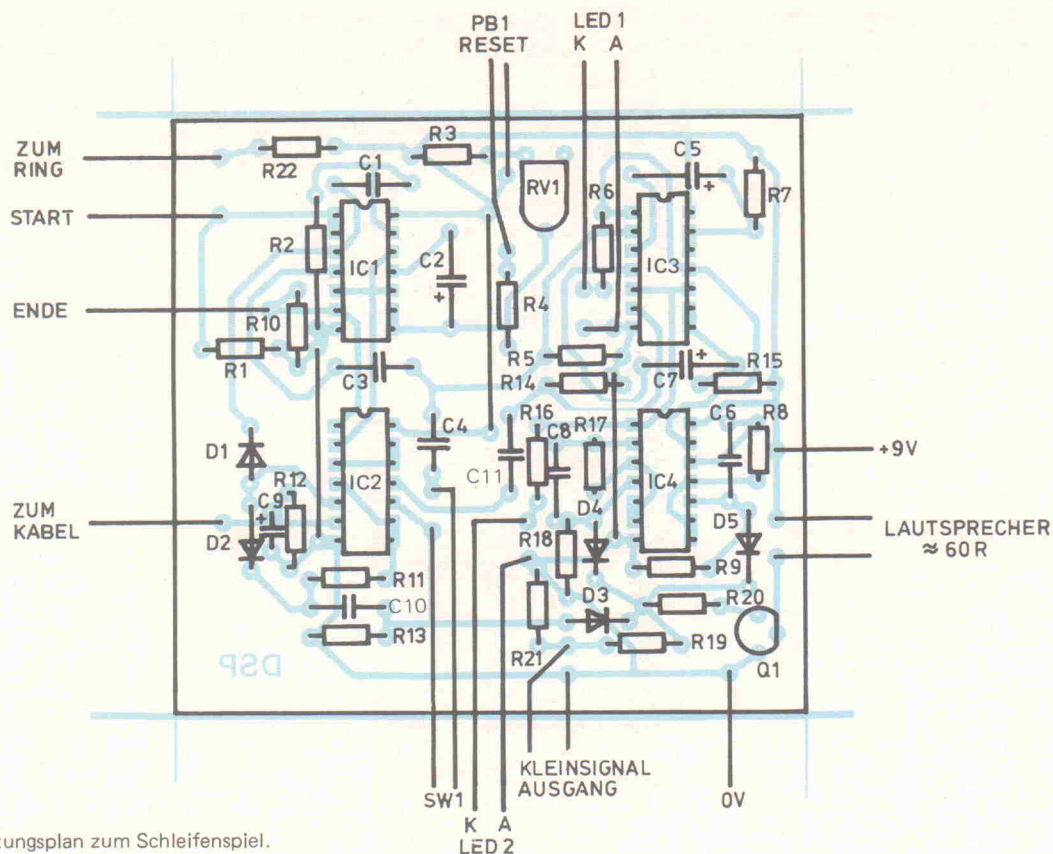 PB1
RESET
LED 1
K A
ZUM
RING
START
ENDE
ZUM
KABEL
R22
R3
C1
RV1
C5
R7
R6
R2
IC1
C2
IC3
R4
R10
R1
C3
R5
R14
C7
R15
D1
IC2
C4
C11
R16
C8
R17
IC4
C6
R8
+9V
LAUTSPRECHER
≈ 60R
R12
C9
D2
D4
D5
R18
R11
C10
R13
R9
R20
D3
R19
R21
Q1
DSP
SW1
K A
LED 2
KLEINSIGNAL
AUSGANG
0V
zum Schleifenspiel.